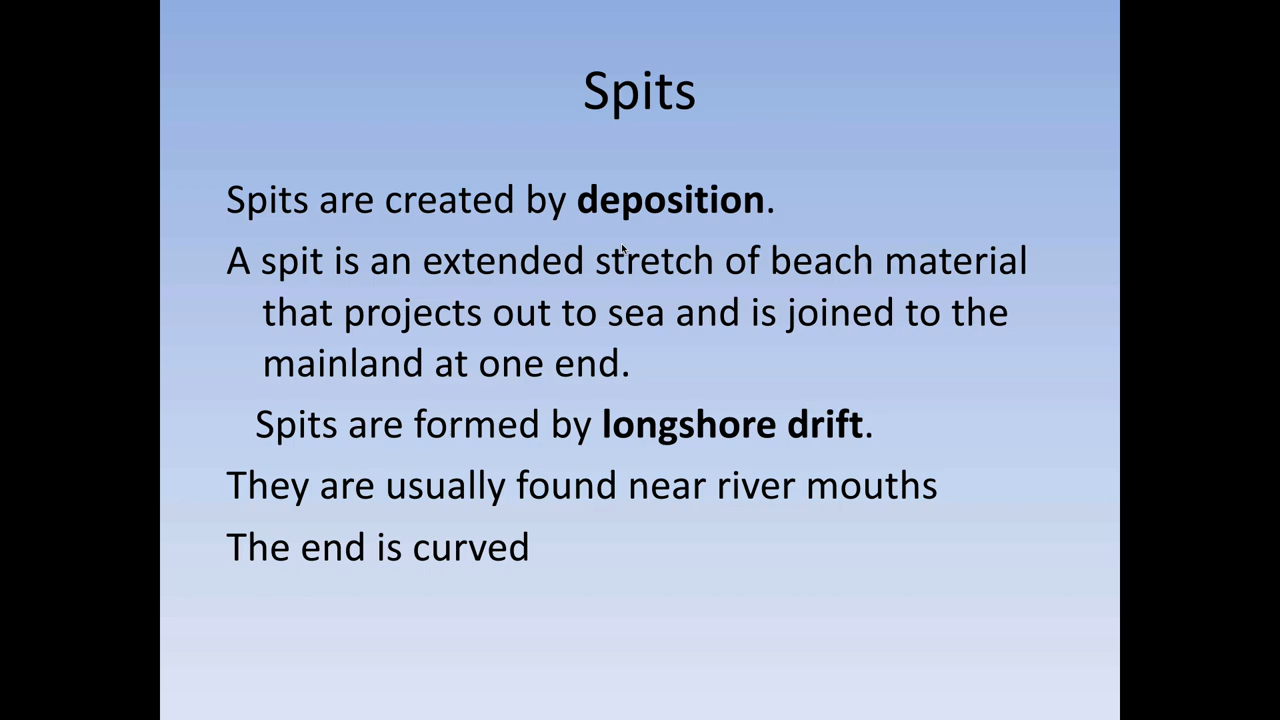 Spits
Spits are created by deposition.
A spit is an extended stretch of beach material
that projects out to sea and is joined to the
mainland at one end.
Spits are formed by longshore drift.
They are usually found near river mouths
The end is curved